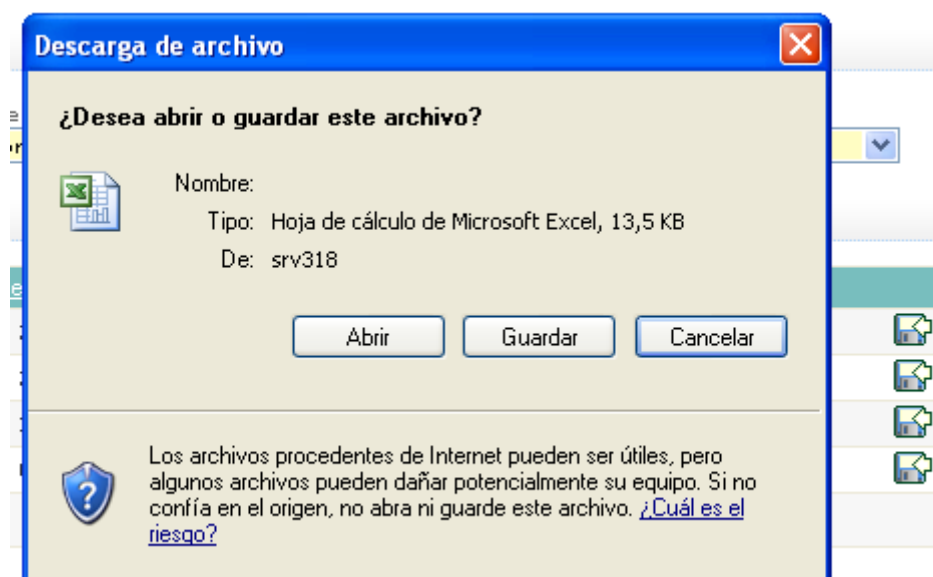 Descarga de archivo
¿Desea abrir o guardar este archivo?
Nombre:
Tipo: Hoja de cálculo de Microsoft Excel, 13,5 KB
De: srv318
Abrir
Guardar
Cancelar
Los archivos procedentes de Internet pueden ser útiles, pero
algunos archivos pueden dañar potencialmente su equipo. Si no
confía en el origen, no abra ni guarde este archivo. ¿Cuál es el
riesgo?